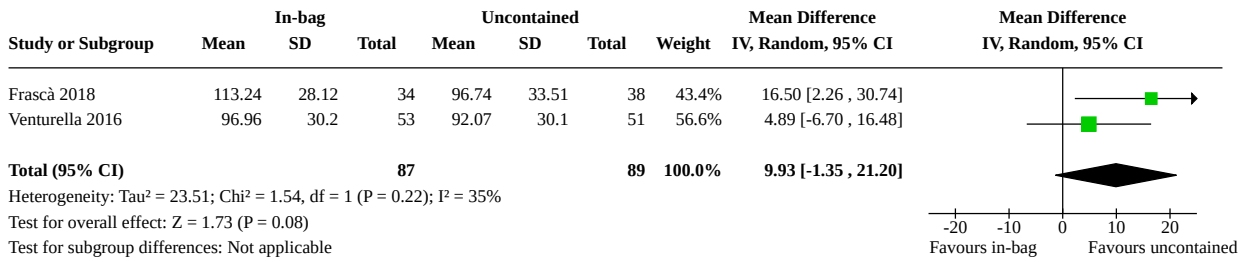 In-bag Uncontained Mean Difference Mean Difference
Study or Subgroup Mean SD Total Mean SD Total Weight IV, Random, 95% CI IV, Random, 95% CI
Frascà 2018 113.24 28.12 34 96.74 33.51 38 43.4% 16.50 [2.26 , 30.74]
Venturella 2016 96.96 30.2 53 92.07 30.1 51 56.6% 4.89 [-6.70 , 16.48]
Total (95% CI) 87 89 100.0% 9.93 [-1.35 , 21.20]
Heterogeneity: Tau² = 23.51; Chi² = 1.54, df = 1 (P = 0.22); I² = 35%
Test for overall effect: Z = 1.73 (P = 0.08)
Test for subgroup differences: Not applicable
-20 -10 0 10 20
Favours in-bag Favours uncontained